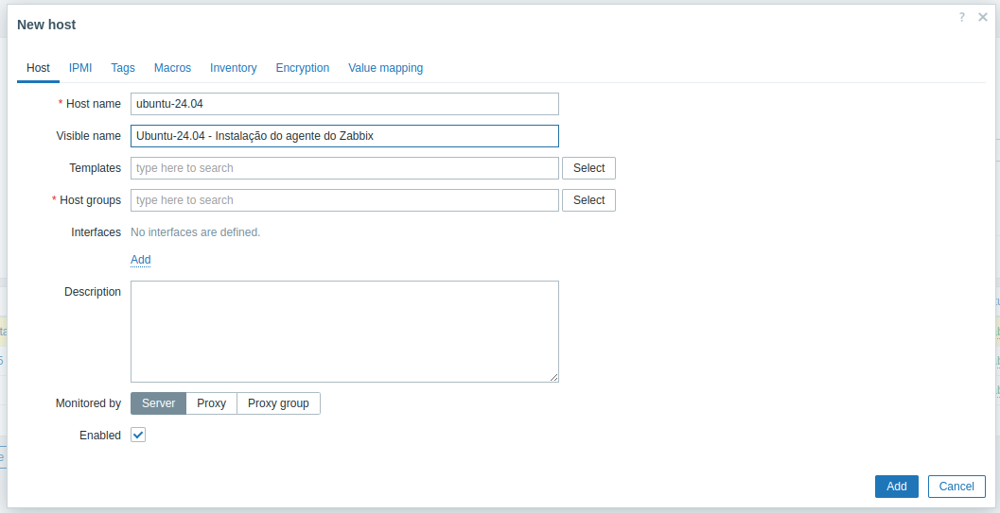 New host
?
Host IPMI Tags Macros Inventory Encryption Value mapping
* Host name ubuntu-24.04
Visible name Ubuntu-24.04 - Instalação do agente do Zabbix
Templates type here to search Select
* Host groups type here to search Select
Interfaces No interfaces are defined.
Add
Description
Monitored by Server Proxy Proxy group
Enabled
Add Cancel